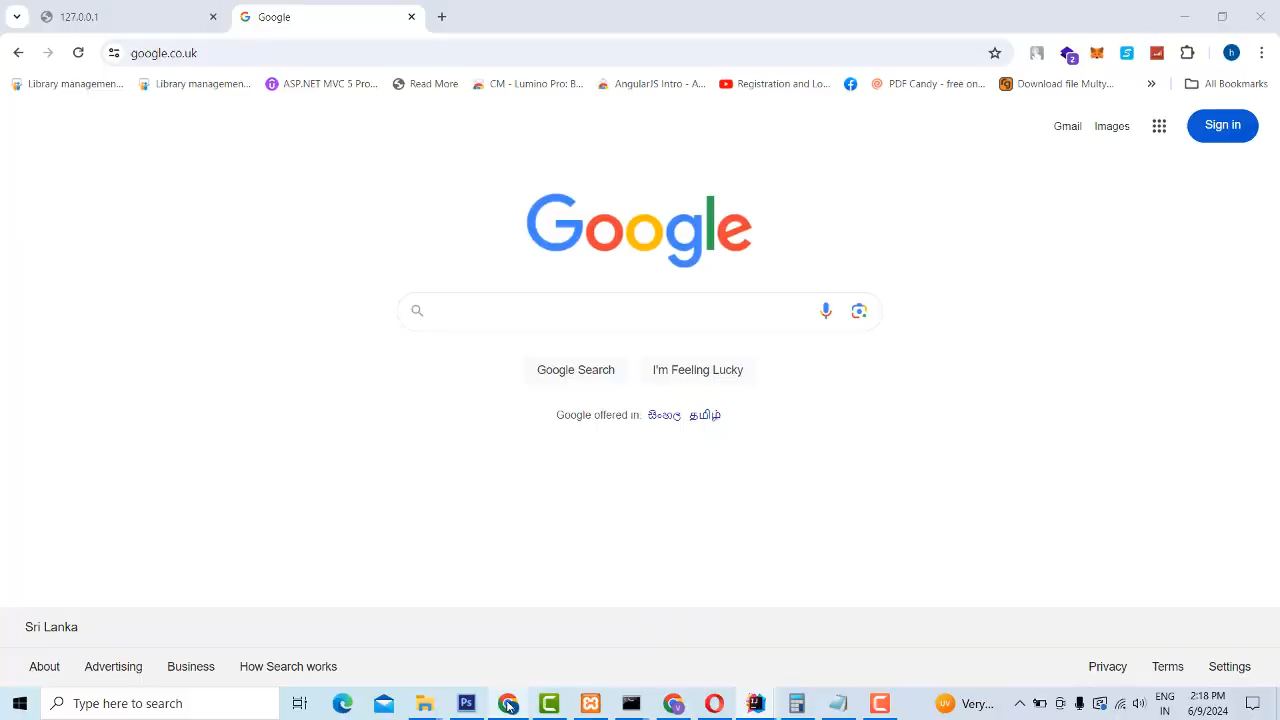 127.0.0.1
Google
google.co.uk
2
h
Library managemen...
Library managemen...
ASP.NET MVC 5 Pro...
Read More
CM - Lumino Pro B...
AngularJS Intro - A...
Registration and Lo...
PDF Candy - free on...
Download file Multy...
All Bookmarks
Gmail
Images
Sign in
Google
Google Search
I'm Feeling Lucky
Google offered in: සිංහල தமிழ்
Sri Lanka
About
Advertising
Business
How Search works
Privacy
Terms
Settings
Type here to search
Ps
UV
Very...
ENG
IN
2:18 PM
6/9/2024